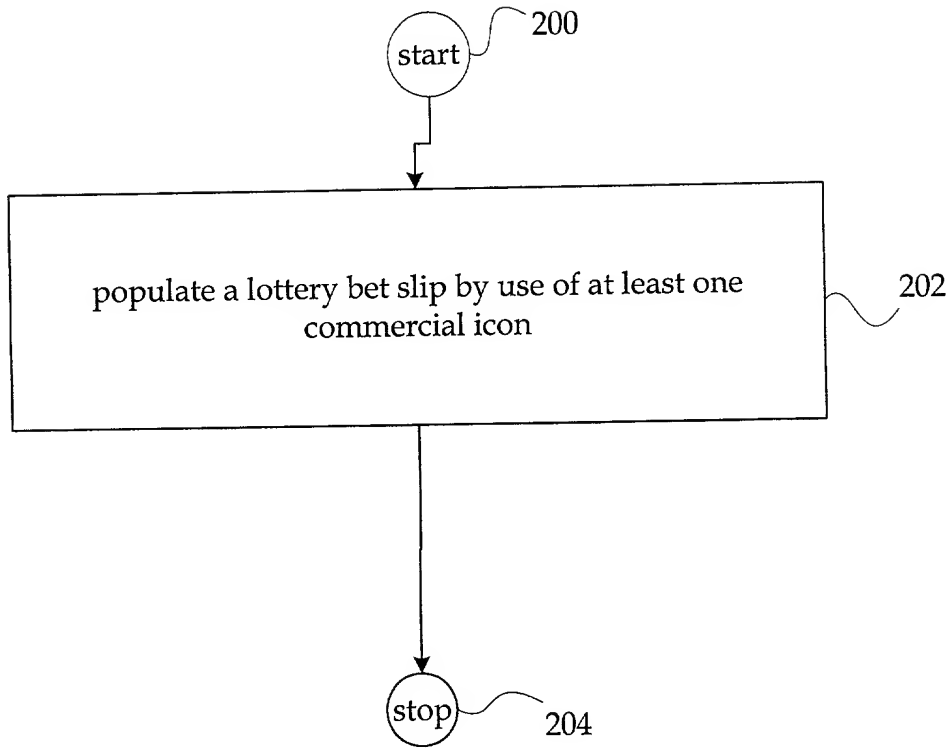 start
200
populate a lottery bet slip by use of at least one
commercial icon
202
stop
204